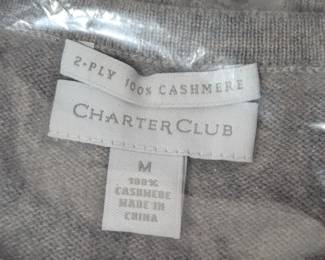 2-PLY 100% CASHMERE
CHARTER CLUB
M
100%
CASHMERE
MADE IN
CHINA